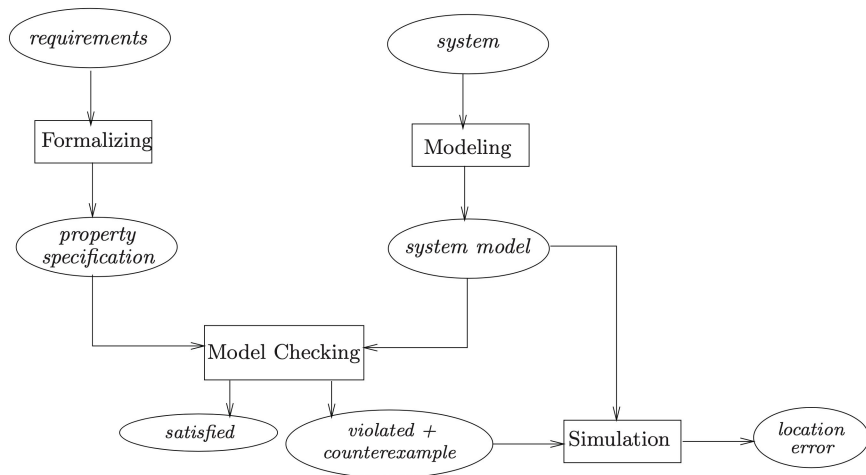 requirements
system
Formalizing
Modeling
property
specification
system model
Model Checking
satisfied
violated +
counterexample
Simulation
location
error